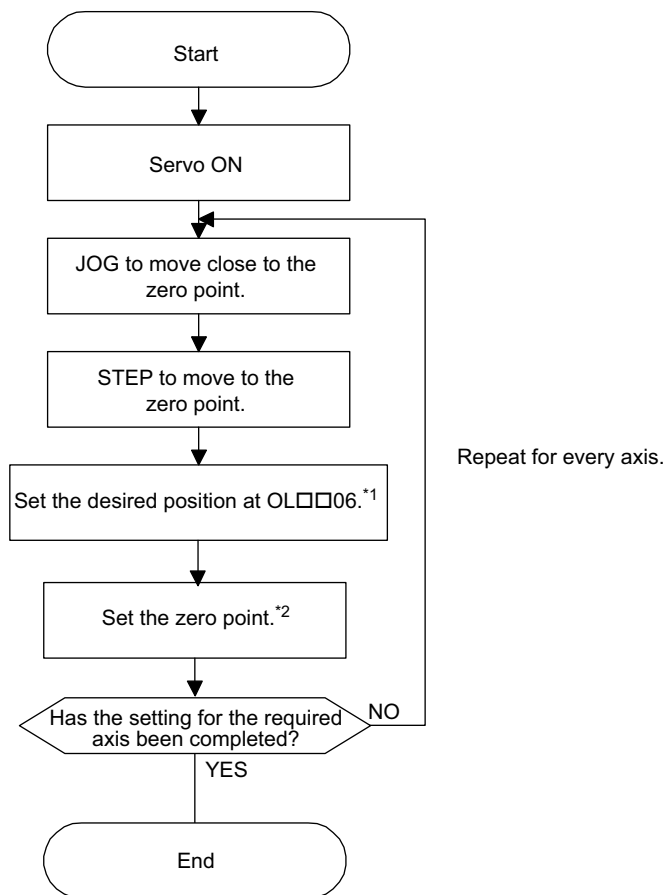 Start
Servo ON
JOG to move close to the
zero point.
STEP to move to the
zero point.
Repeat for every axis.
Set the desired position at OL□□06.*1
Set the zero point.*2
Has the setting for the required
axis been completed?
NO
YES
End